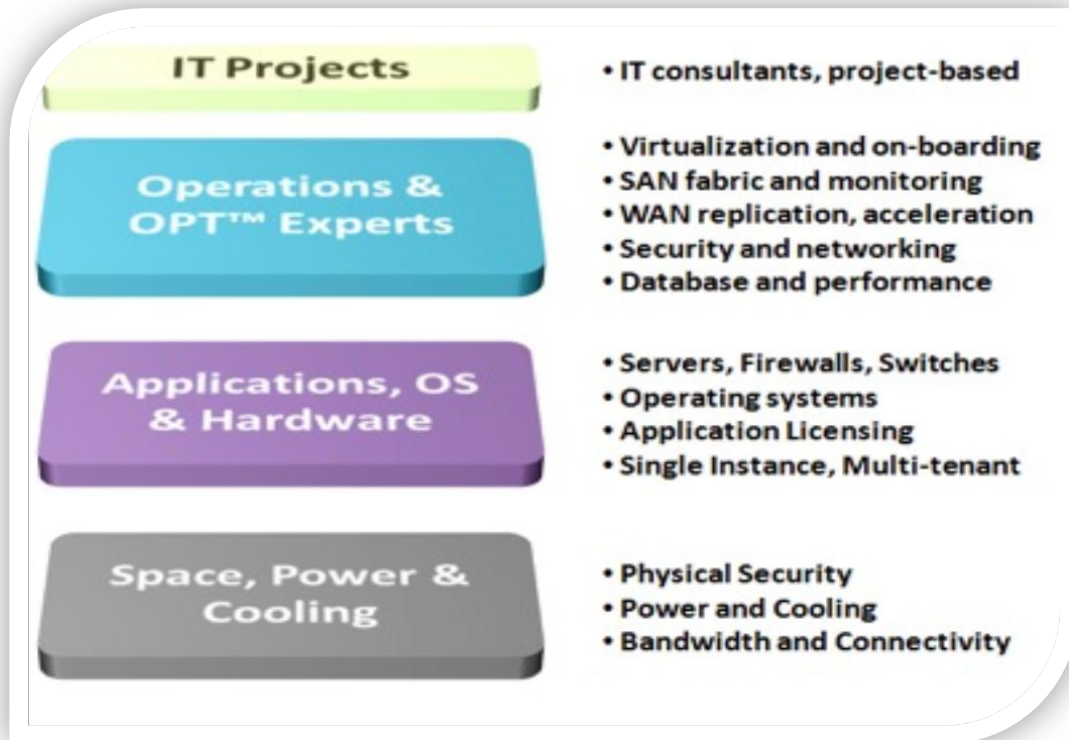 IT Projects
• IT consultants, project-based
Operations &
OPT™ Experts
• Virtualization and on-boarding
• SAN fabric and monitoring
• WAN replication, acceleration
• Security and networking
• Database and performance
Applications, OS
& Hardware
• Servers, Firewalls, Switches
• Operating systems
• Application Licensing
• Single Instance, Multi-tenant
Space, Power &
Cooling
• Physical Security
• Power and Cooling
• Bandwidth and Connectivity